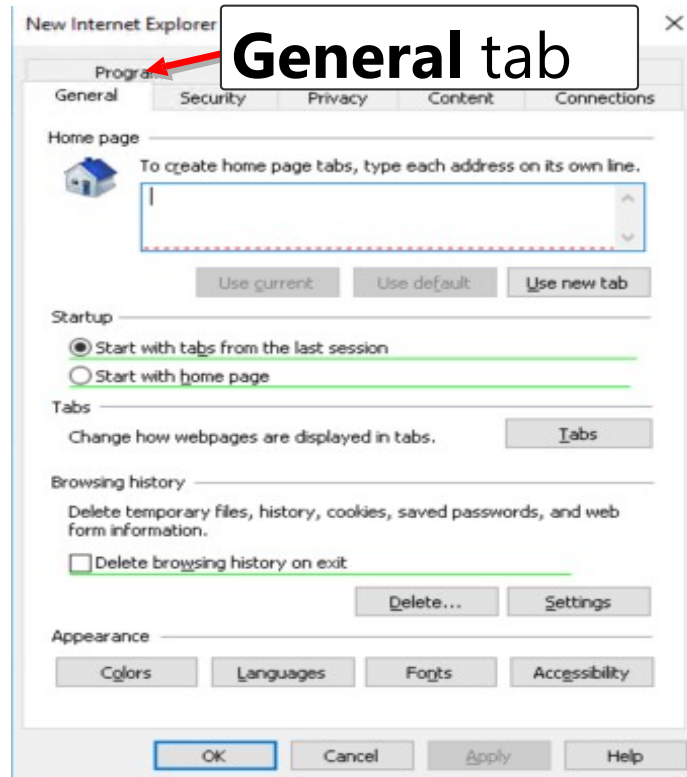 New Internet Explorer
General tab
General
Security
Privacy
Content
Connections
Home page
To create home page tabs, type each address on its own line.
Use current
Use default
Use new tab
Startup
Start with tabs from the last session
Start with home page
Tabs
Change how webpages are displayed in tabs.
Tabs
Browsing history
Delete temporary files, history, cookies, saved passwords, and web
form information.
Delete browsing history on exit
Delete...
Settings
Appearance
Colors
Languages
Fonts
Accessibility
OK
Cancel
Apply
Help